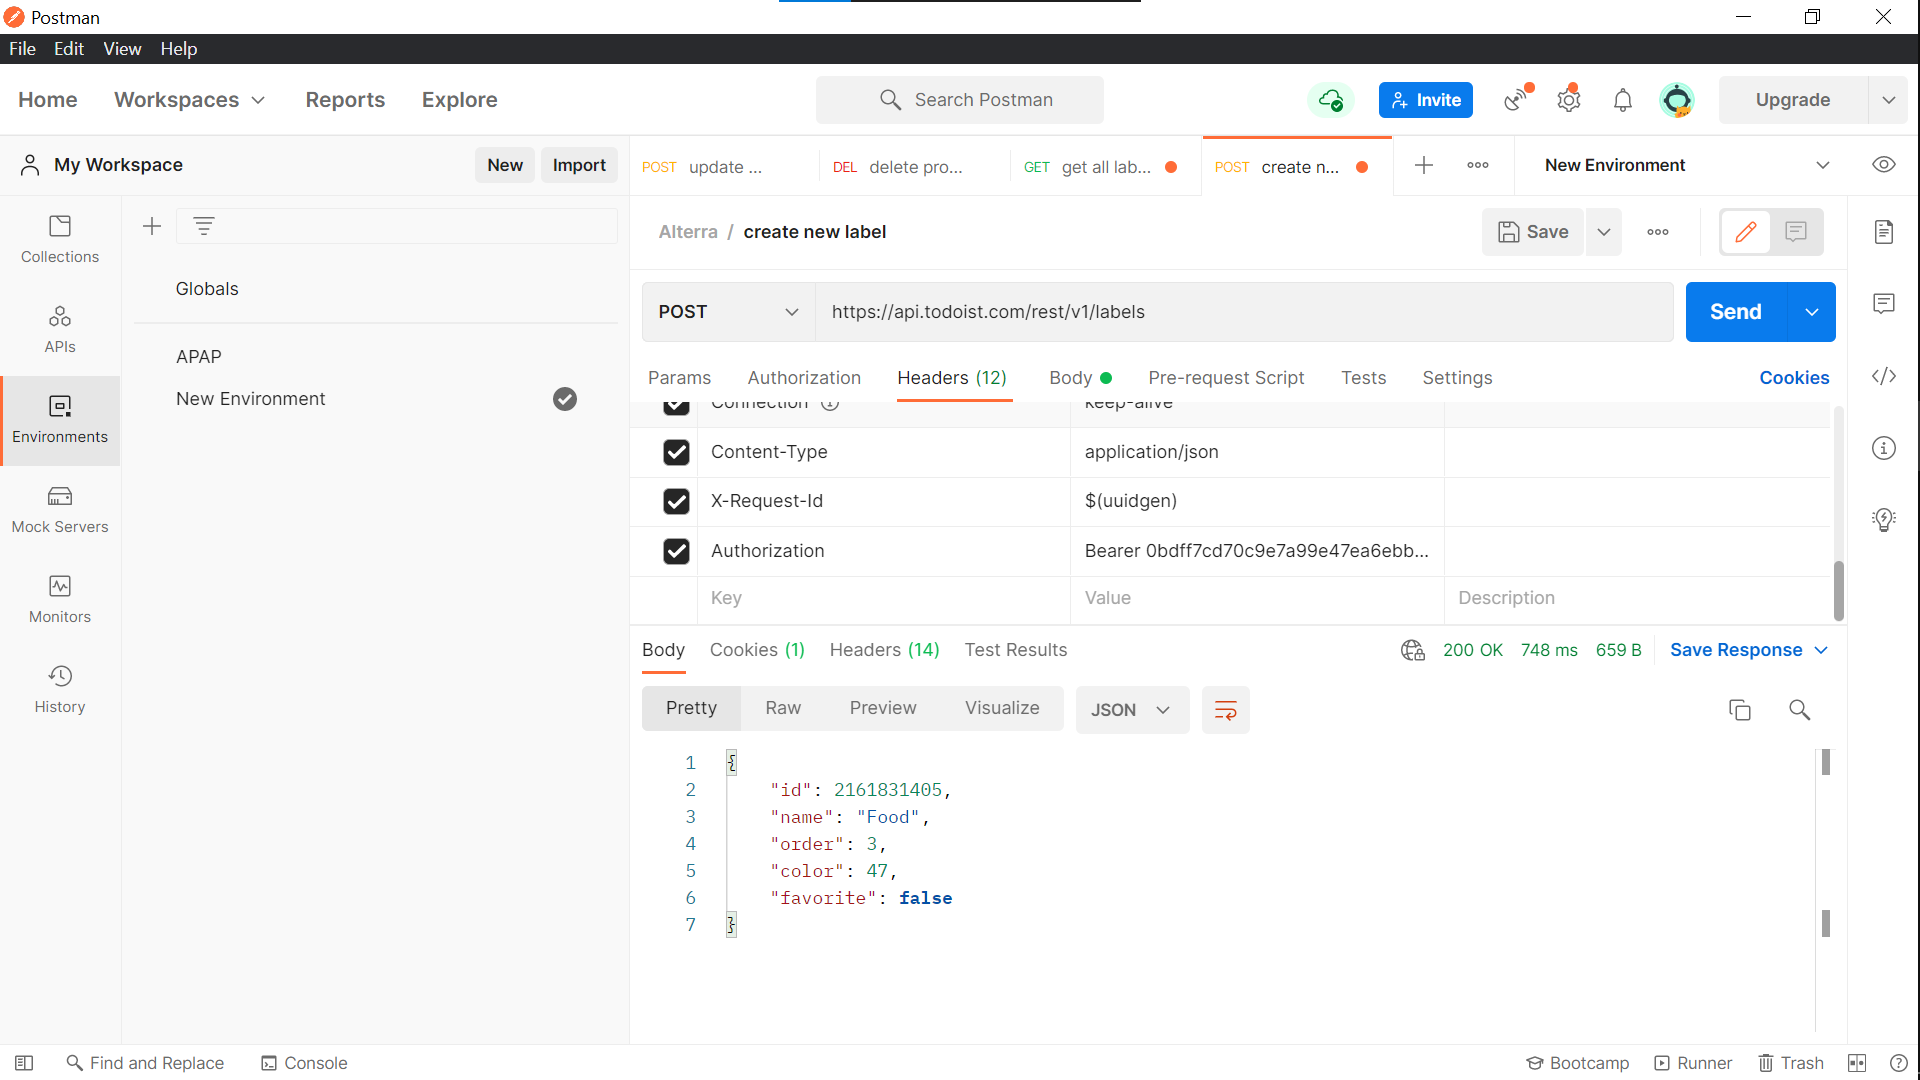 Postman
File Edit View Help
Home Workspaces Reports Explore Search Postman Invite Upgrade
My Workspace New Import
POST update ... DEL delete pro... GET get all lab... POST create n... New Environment
Collections
APIs
Environments
Mock Servers
Monitors
History
Globals
APAP
New Environment
Alterra / create new label Save
POST https://api.todoist.com/rest/v1/labels Send
Params Authorization Headers (12) Body Pre-request Script Tests Settings Cookies
Connection keep-alive
Content-Type application/json
X-Request-Id $(uuidgen)
Authorization Bearer 0bdff7cd70c9e7a99e47ea6ebb...
Key Value Description
Body Cookies (1) Headers (14) Test Results 200 OK 748 ms 659 B Save Response
Pretty Raw Preview Visualize JSON
1 {
2 "id": 2161831405,
3 "name": "Food",
4 "order": 3,
5 "color": 47,
6 "favorite": false
7 }
Find and Replace Console Bootcamp Runner Trash